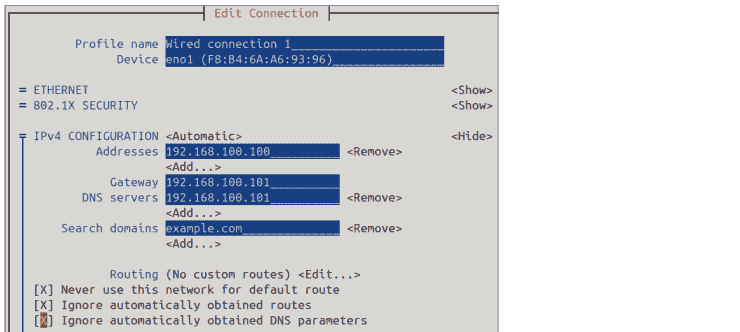 Edit Connection
Profile name Wired connection 1
Device eno1 (F8:B4:6A:A6:93:96)
= ETHERNET <Show>
= 802.1X SECURITY <Show>
= IPv4 CONFIGURATION <Automatic> <Hide>
Addresses 192.168.100.100 <Remove>
<Add...>
Gateway 192.168.100.101
DNS servers 192.168.100.101 <Remove>
<Add...>
Search domains example.com <Remove>
<Add...>
Routing (No custom routes) <Edit...>
[X] Never use this network for default route
[X] Ignore automatically obtained routes
[X] Ignore automatically obtained DNS parameters